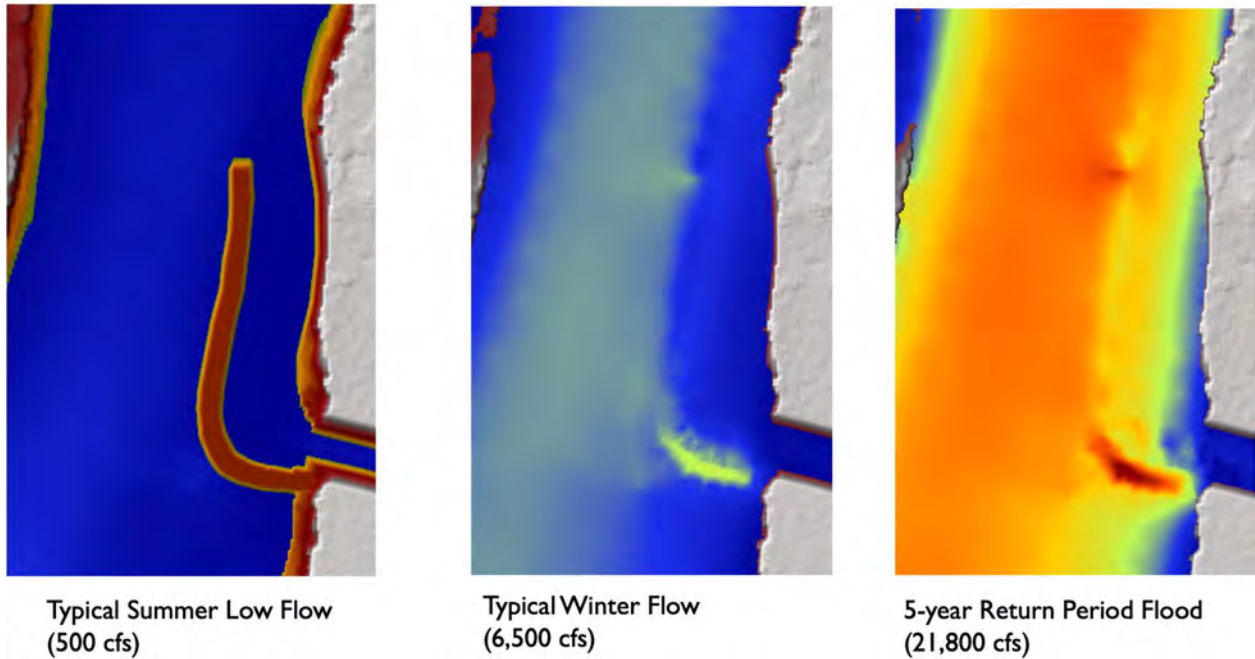 Typical Summer Low Flow
(500 cfs)
Typical Winter Flow
(6,500 cfs)
5-year Return Period Flood
(21,800 cfs)